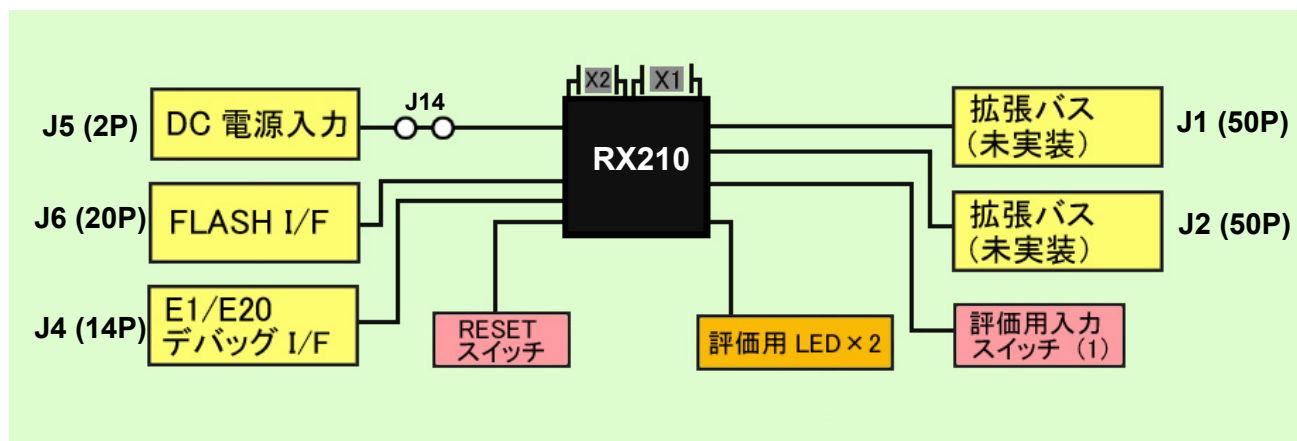 X2
X1
J14
J5 (2P)
DC 電源入力
RX210
拡張バス
(未実装)
J1 (50P)
J6 (20P)
FLASH I/F
拡張バス
(未実装)
J2 (50P)
J4 (14P)
E1/E20
デバッグ I/F
RESET
スイッチ
評価用 LED×2
評価用入力
スイッチ (1)